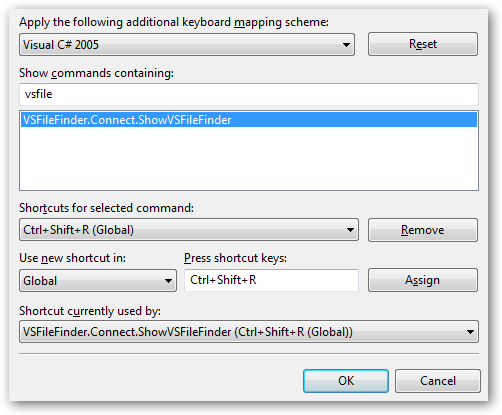 Apply the following additional keyboard mapping scheme:
Visual C# 2005
Reset
Show commands containing:
vsfile
VSFileFinder.Connect.ShowVSFileFinder
Shortcuts for selected command:
Ctrl+Shift+R (Global)
Remove
Use new shortcut in:
Press shortcut keys:
Global
Ctrl+Shift+R
Assign
Shortcut currently used by:
VSFileFinder.Connect.ShowVSFileFinder (Ctrl+Shift+R (Global))
OK
Cancel